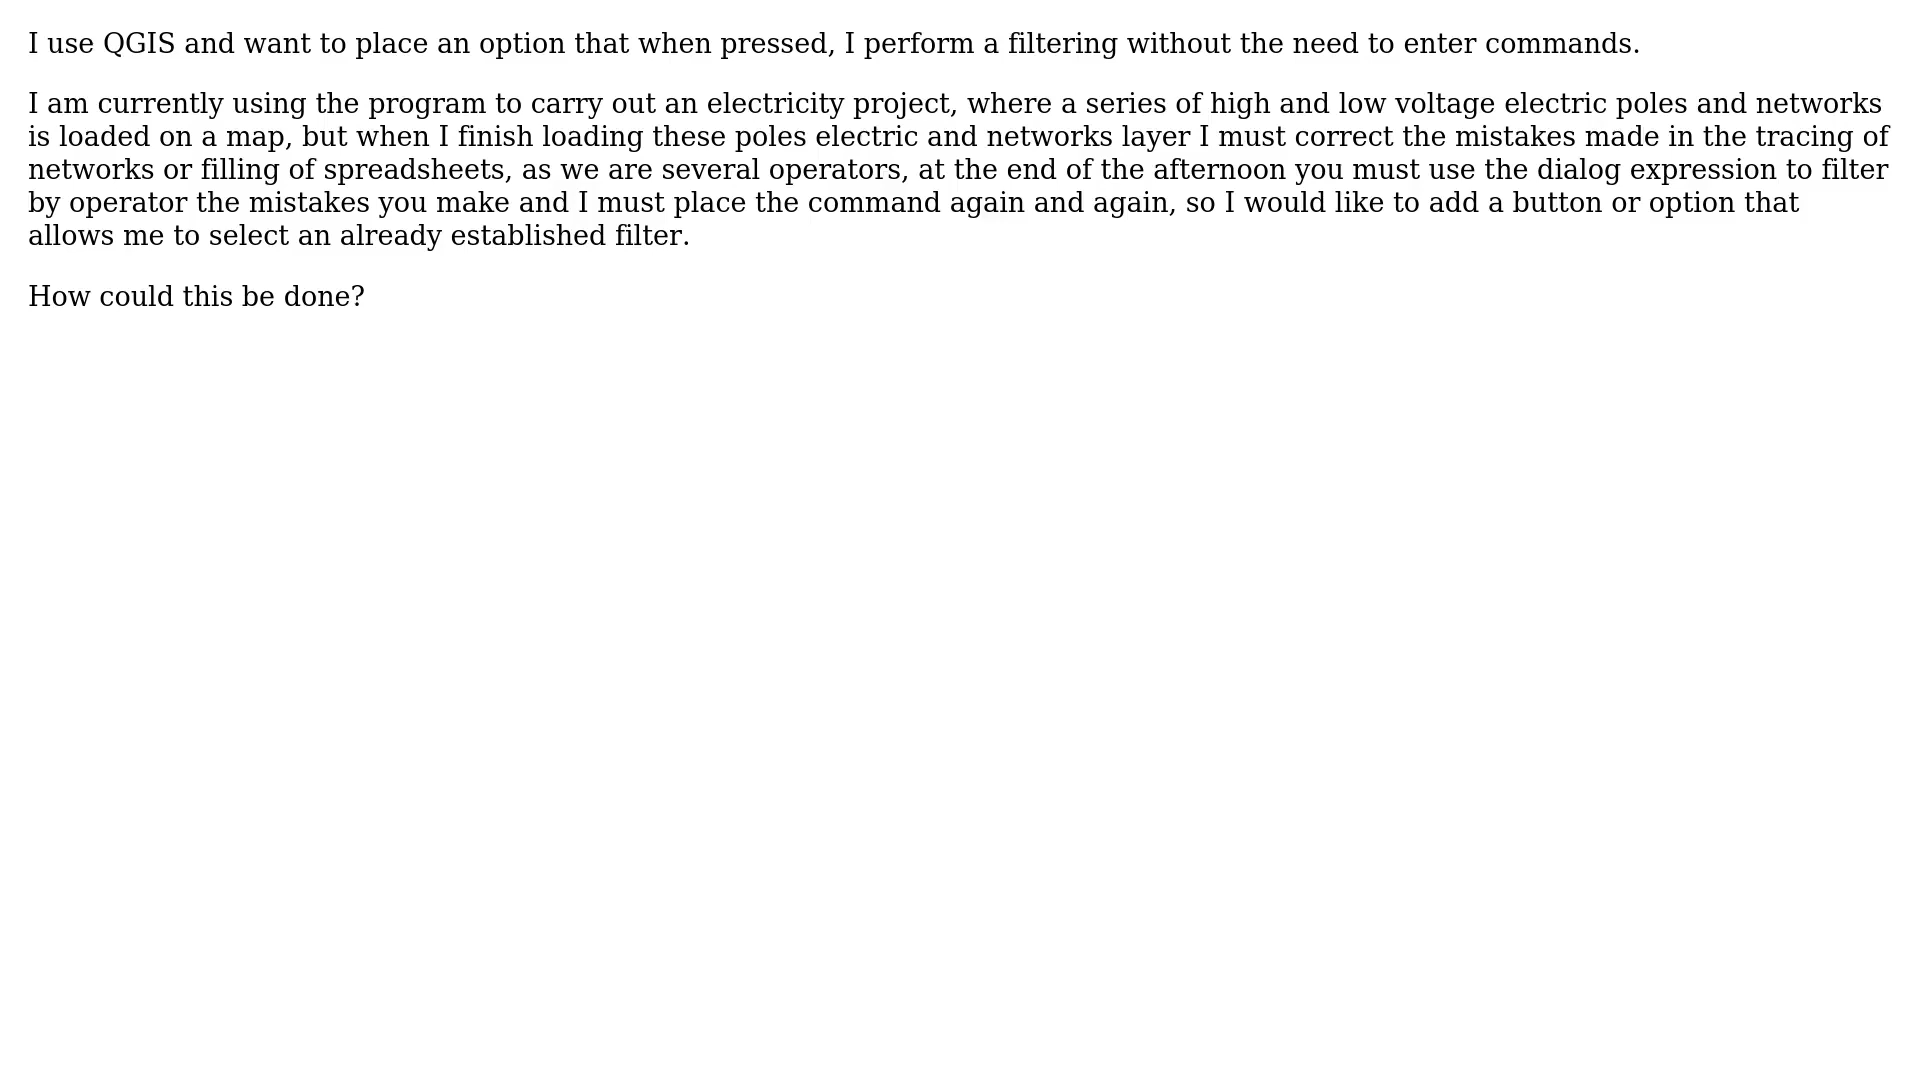 I use QGIS and want to place an option that when pressed, I perform a filtering without the need to enter commands.
I am currently using the program to carry out an electricity project, where a series of high and low voltage electric poles and networks
is loaded on a map, but when I finish loading these poles electric and networks layer I must correct the mistakes made in the tracing of
networks or filling of spreadsheets, as we are several operators, at the end of the afternoon you must use the dialog expression to filter
by operator the mistakes you make and I must place the command again and again, so I would like to add a button or option that
allows me to select an already established filter.
How could this be done?